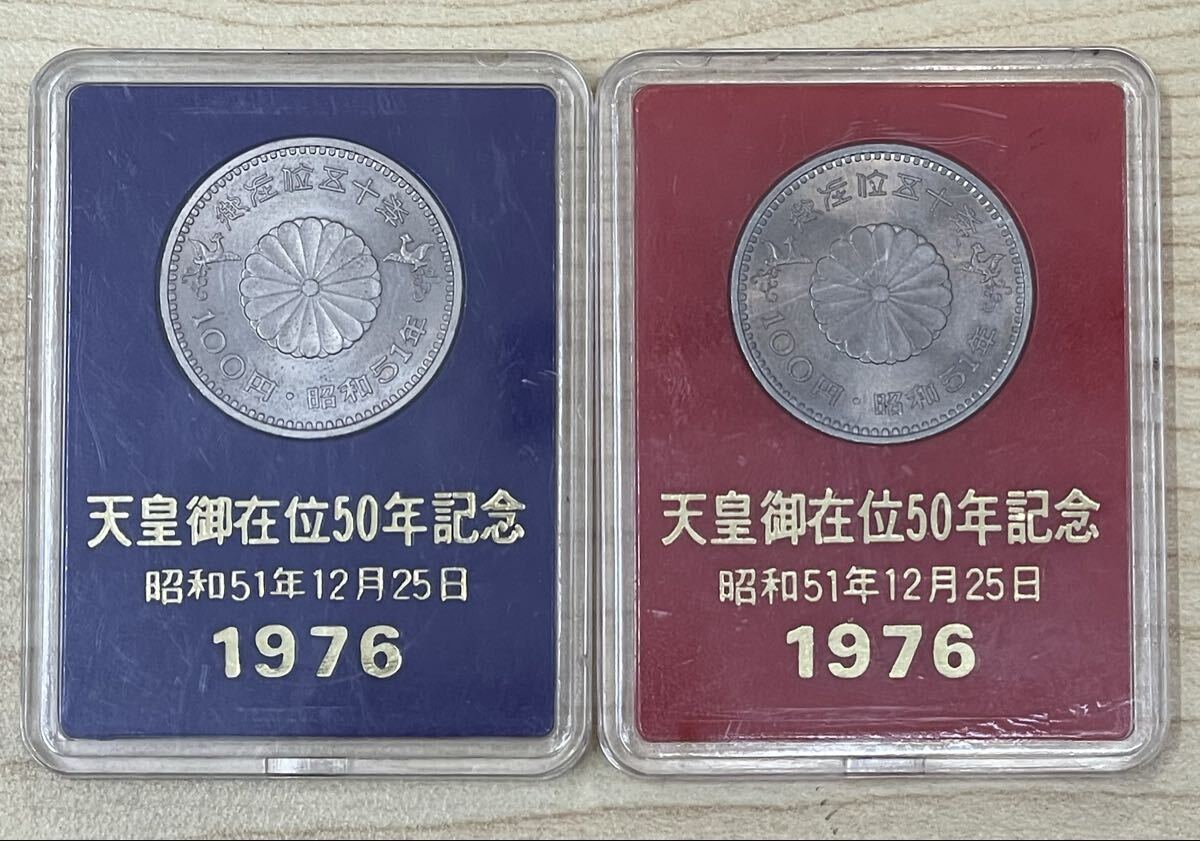 御在位五十年
100円・昭和51年
天皇御在位50年記念
昭和51年12月25日
1976
御在位五十年
100円・昭和51年
天皇御在位50年記念
昭和51年12月25日
1976